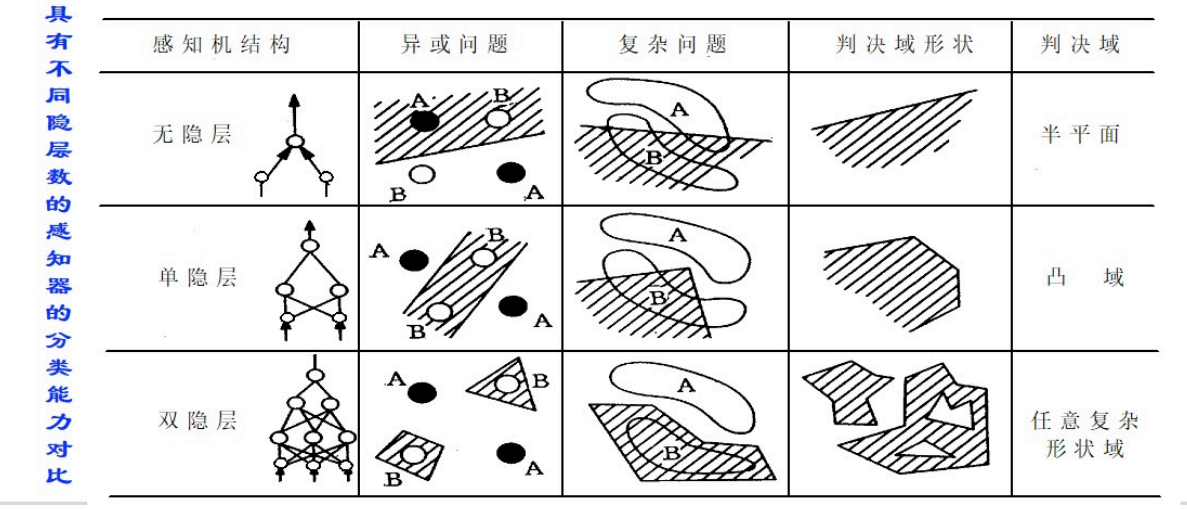 具有不同隐层数的感知器的分类能力对比
感知机结构 异或问题 复杂问题 判决域形状 判决域
无隐层 A B B A A B 半平面
单隐层 A B B A A B 凸 域
双隐层 A B B A A B 任意复杂
形状域